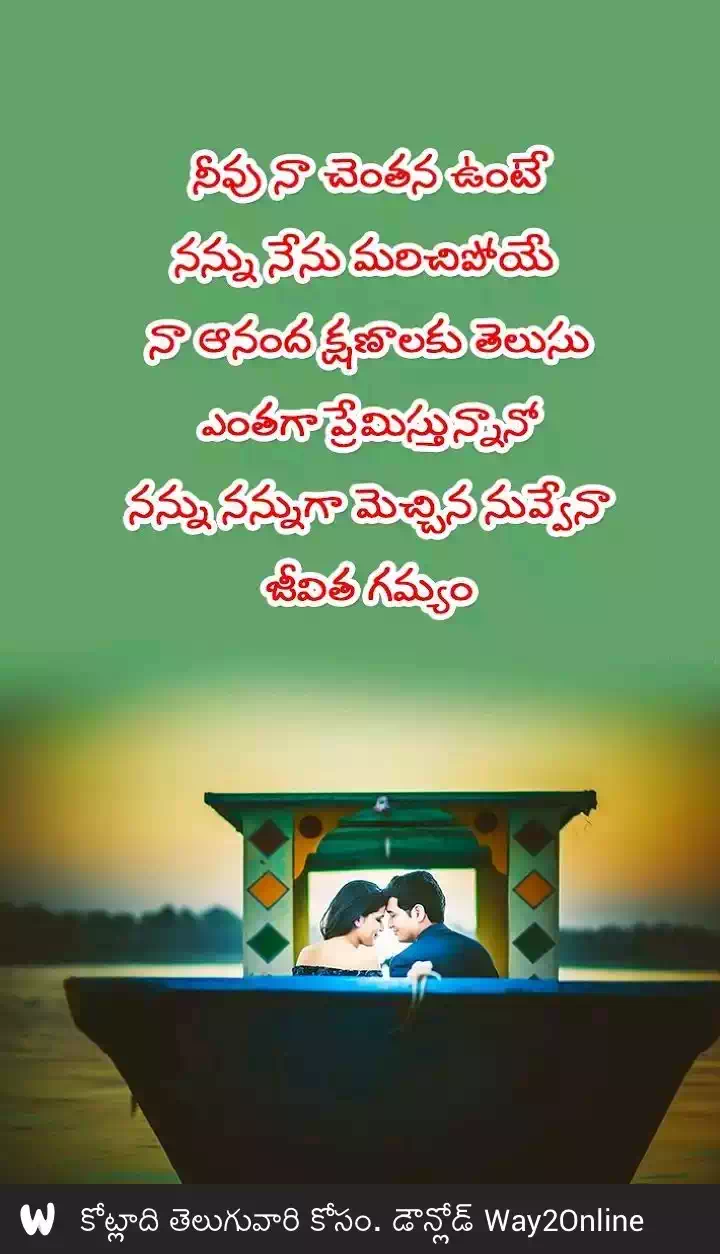 నీవు నా చెంతన ఉంటే
నన్ను నేను మరిచిపోయే
నా ఆనంద క్షణాలకు తెలుసు
ఎంతగా ప్రేమిస్తున్నానో
నన్ను నన్నుగా మెచ్చిన నువ్వేనా
జీవిత గమ్యం
W కోట్లాది తెలుగువారి కోసం. డౌన్లోడ్ Way2Online